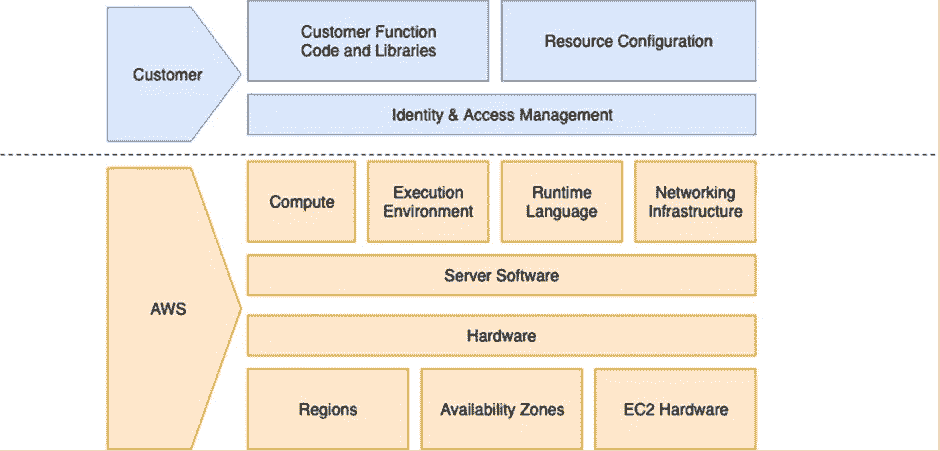 Customer
Customer Function
Code and Libraries
Resource Configuration
Identity & Access Management
AWS
Compute
Execution
Environment
Runtime
Language
Networking
Infrastructure
Server Software
Hardware
Regions
Availability Zones
EC2 Hardware